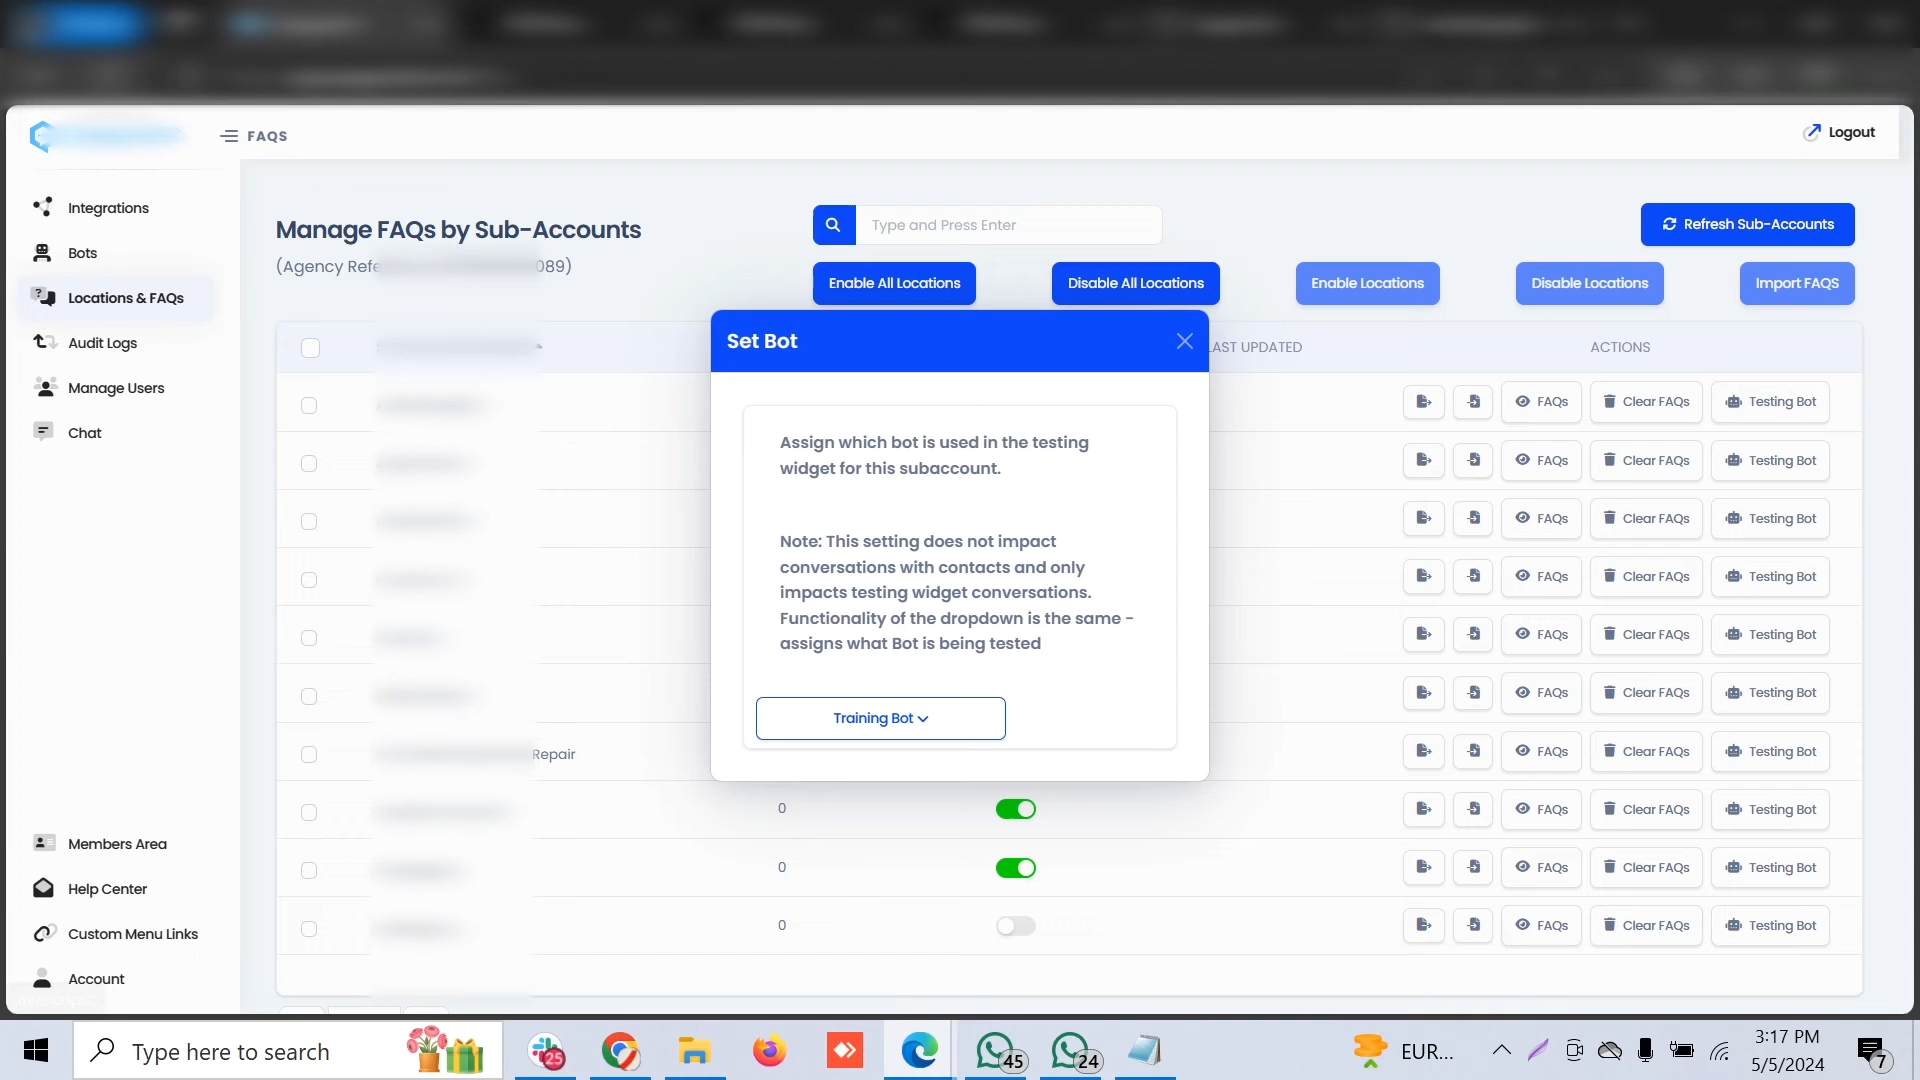 FAQS
Logout
Integrations
Bots
Locations & FAQs
Audit Logs
Manage Users
Chat
Members Area
Help Center
Custom Menu Links
Account
Manage FAQs by Sub-Accounts
(Agency Refe 089)
Type and Press Enter
Refresh Sub-Accounts
Enable All Locations
Disable All Locations
Enable Locations
Disable Locations
Import FAQS
LAST UPDATED
ACTIONS
FAQs Clear FAQs Testing Bot
FAQs Clear FAQs Testing Bot
FAQs Clear FAQs Testing Bot
FAQs Clear FAQs Testing Bot
FAQs Clear FAQs Testing Bot
FAQs Clear FAQs Testing Bot
Repair
FAQs Clear FAQs Testing Bot
0 FAQs Clear FAQs Testing Bot
0 FAQs Clear FAQs Testing Bot
0 FAQs Clear FAQs Testing Bot
Set Bot
Assign which bot is used in the testing
widget for this subaccount.
Note: This setting does not impact
conversations with contacts and only
impacts testing widget conversations.
Functionality of the dropdown is the same -
assigns what Bot is being tested
Training Bot
Type here to search
25
45
24
EUR...
3:17 PM
5/5/2024
7